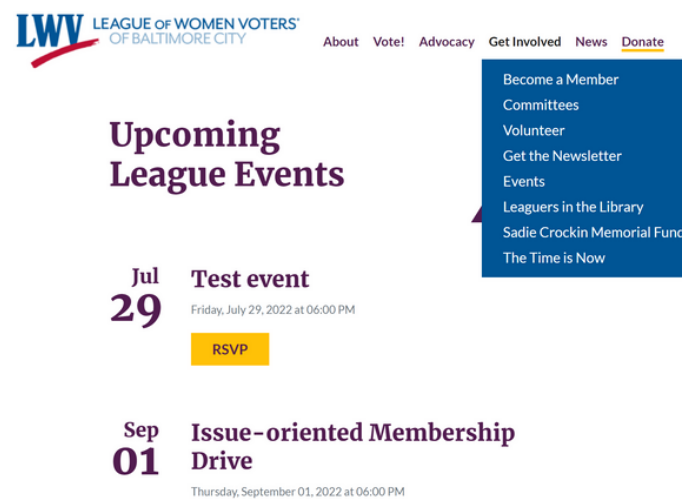 LWV LEAGUE OF WOMEN VOTERS'
OF BALTIMORE CITY
About Vote! Advocacy Get Involved News Donate
Become a Member
Committees
Volunteer
Get the Newsletter
Events
Leaguers in the Library
Sadie Crockin Memorial Fund
The Time is Now
Upcoming
League Events
Jul
29
Test event
Friday, July 29, 2022 at 06:00 PM
RSVP
Sep
01
Issue-oriented Membership
Drive
Thursday, September 01, 2022 at 06:00 PM